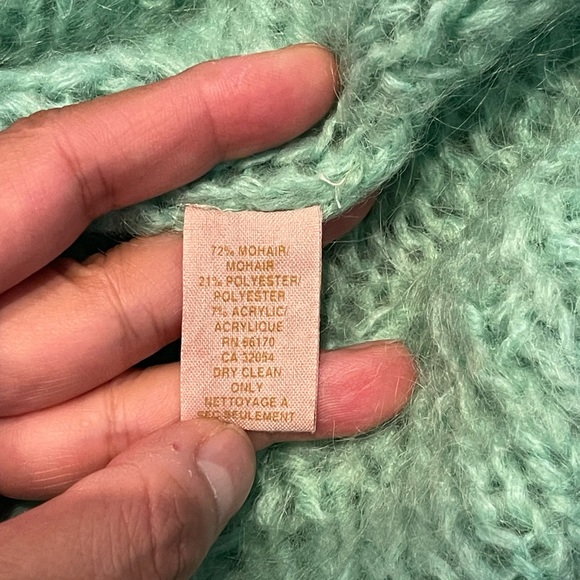 72% MOHAIR/
MOHAIR
21% POLYESTER/
POLYESTER
7% ACRYLIC/
ACRYLIQUE
RN 66170
CA 32054
DRY CLEAN
ONLY
NETTOYAGE À
SEC SEULEMENT